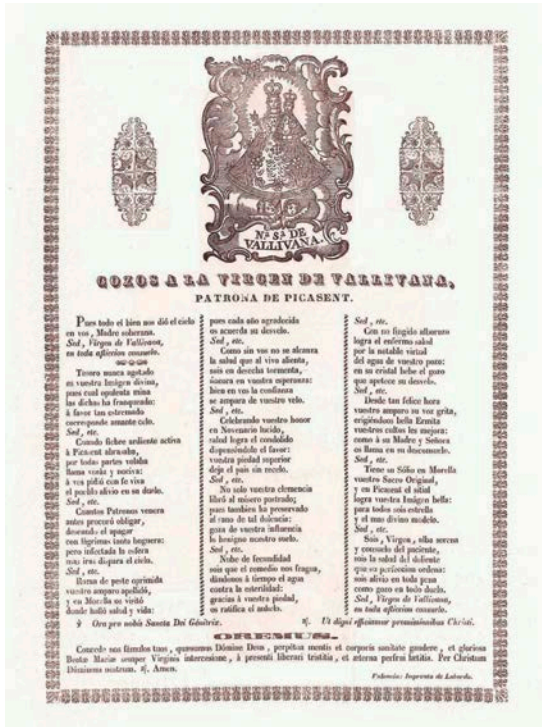 N.ª S.ª DE
VALLIVANA.
GOZOS A LA VIRGEN DE VALLIVANA,
PATRONA DE PICASENT.
Pues todo el bien nos dió el cielo
en vos, Madre soberana.
Sed, Virgen de Vallivana,
en toda afliccion consuelo.
Tesoro nunca agotado
es vuestra Imágen divina,
pues cual opulenta mina
las dichas ha franqueado:
á favor tan estremado
corresponde amante celo.
Sed, etc.
Cuando fiebre ardiente activa
á Picasent abrasaba,
por todas partes volaba
llama voráz y nociva:
á vos pidió con fe viva
el pueblo alivio en su duelo.
Sed, etc.
Cuantos Patronos venera
antes procuró obligar,
deseando el apagar
con lágrimas tanta hoguera:
pero infectada la esfera
mas iras dispara el cielo.
Sed, etc.
Rama de peste oprimida
vuestro amparo apellidó,
y en Morella os visitó
donde halló salud y vida:
pues cada año agradecida
os acuerda su desvelo.
Sed, etc.
Como sin vos no se alcanza
la salud que al vivo alienta,
sois en deshecha tormenta,
áncora en vuestra esperanza:
bien en vos la confianza
se ampara de vuestro velo.
Sed, etc.
Celebrando vuestro honor
en Novenario lucido,
salud logra el condolido
dispensándole el favor:
vuestra piedad superior
deja el pais sin recelo.
Sed, etc.
No solo vuestra clemencia
libró al mísero postrado;
pues tambien ha preservado
al sano de tal dolencia:
goza de vuestra influencia
lo benigno nuestro suelo.
Sed, etc.
Nube de fecundidad
sois que el remedio nos fragua,
dándonos á tiempo el agua
contra la esterilidad:
gracias á vuestra piedad,
os ratifica el anhelo.
Sed, etc.
Con no fingido alborozo
logra el enfermo salud
por la notable virtud
del agua de vuestro pozo:
en su cristal bebe el gozo
que apetece su desvelo.
Sed, etc.
Desde tan felice hora
vuestro amparo su voz grita,
erigiéndoos bella Ermita
vuestros cultos les mejora:
como á su Madre y Señora
os llama en su desconsuelo.
Sed, etc.
Tiene su Sólio en Morella
vuestro Sacro Original,
y en Picasent el sitial
logra vuestra Imágen bella:
para todos sois estrella
y el mas divino modelo.
Sed, etc.
Sois, Virgen, alba serena
y consuelo del paciente,
sois la salud del doliente
que su perfeccion ordena:
sois alivio en toda pena
como gozo en todo duelo.
Sed, Virgen de Vallivana,
en toda afliccion consuelo.
℣ Ora pro nobis Sancta Dei Génitrix. ℟. Ut digni efficiamur promissionibus Christi.
OREMUS.
Concede nos fámulos tuos, quæsumus Dómine Deus, perpétua mentis et corporis sanitate gaudere, et gloriosa
Beatæ Mariæ semper Virginis intercesione, à presenti liberari tristitia, et æterna perfrui lætitia. Per Christum
Dóminum nostrum. ℟. Amen.
Valencia: Imprenta de Laborda.